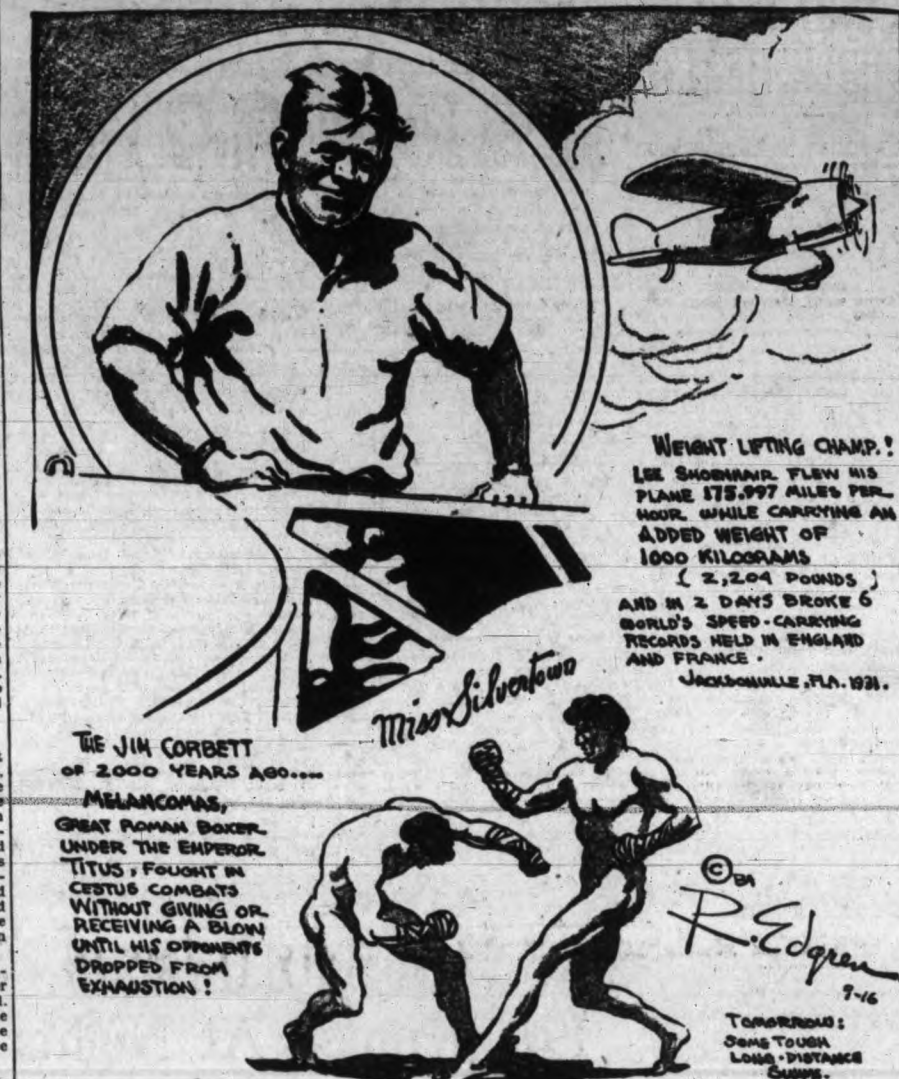 WEIGHT LIFTING CHAMP.!
LEE SHOENHAIR FLEW HIS
PLANE 175.997 MILES PER
HOUR WHILE CARRYING AN
ADDED WEIGHT OF
1000 KILOGRAMS
( 2,204 POUNDS )
AND IN 2 DAYS BROKE 6
WORLD'S SPEED-CARRYING
RECORDS HELD IN ENGLAND
AND FRANCE.
JACKSONVILLE, FLA. 1931.
Miss Silvertown
THE JIM CORBETT
OF 2000 YEARS AGO....
MELANCOMAS,
GREAT ROMAN BOXER
UNDER THE EMPEROR
TITUS, FOUGHT IN
CESTUS COMBATS
WITHOUT GIVING OR
RECEIVING A BLOW
UNTIL HIS OPPONENTS
DROPPED FROM
EXHAUSTION!
©
R. Edgren
9-16
TOMORROW:
SOME TOUGH
LONG-DISTANCE